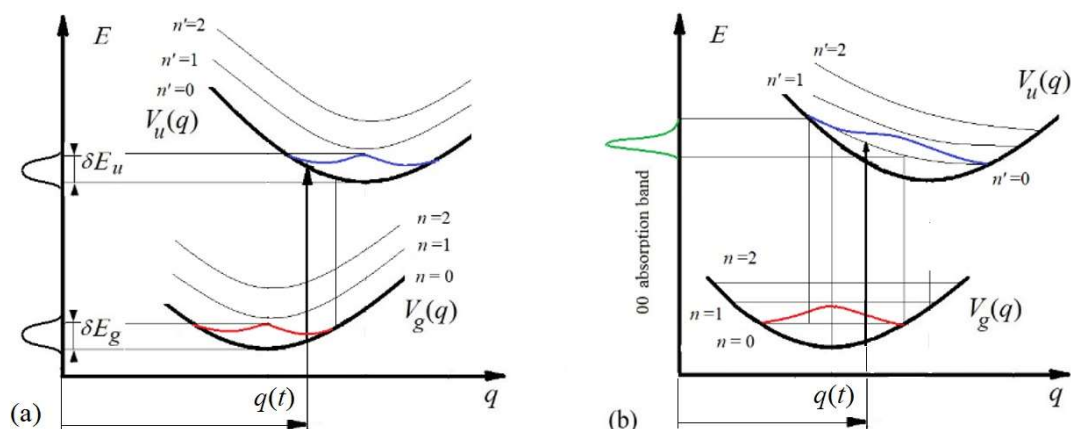 E
n'=2
n'=1
n'=0
V_u(q)
δE_u
n=2
n=1
n=0
V_g(q)
δE_g
q(t)
q
(a)
E
n'=2
n'=1
V_u(q)
n'=0
00 absorption band
n=2
n=1
n=0
V_g(q)
q(t)
q
(b)